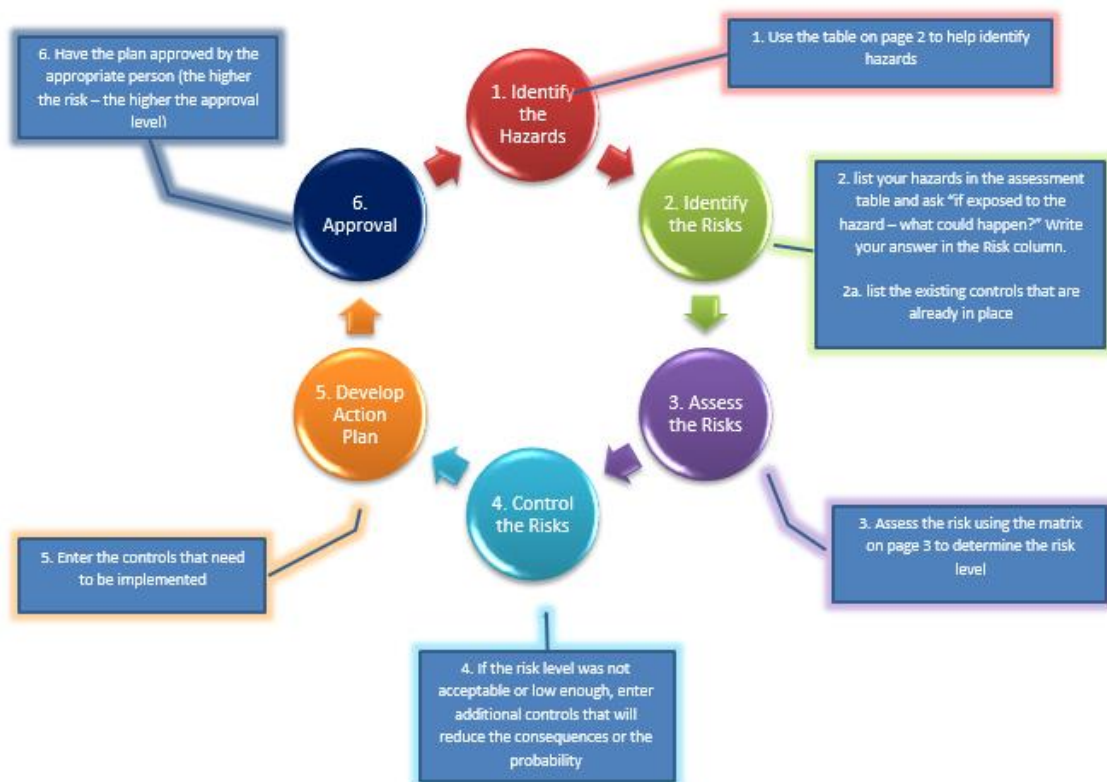 1. Identify
the
Hazards
1. Use the table on page 2 to help identify
hazards
2. Identify
the Risks
2. list your hazards in the assessment
table and ask “if exposed to the
hazard – what could happen?” Write
your answer in the Risk column.
2a. list the existing controls that are
already in place
3. Assess
the Risks
3. Assess the risk using the matrix
on page 3 to determine the risk
level
4. Control
the Risks
4. If the risk level was not
acceptable or low enough, enter
additional controls that will
reduce the consequences or the
probability
5. Develop
Action
Plan
5. Enter the controls that need
to be implemented
6.
Approval
6. Have the plan approved by the
appropriate person (the higher
the risk – the higher the approval
level)